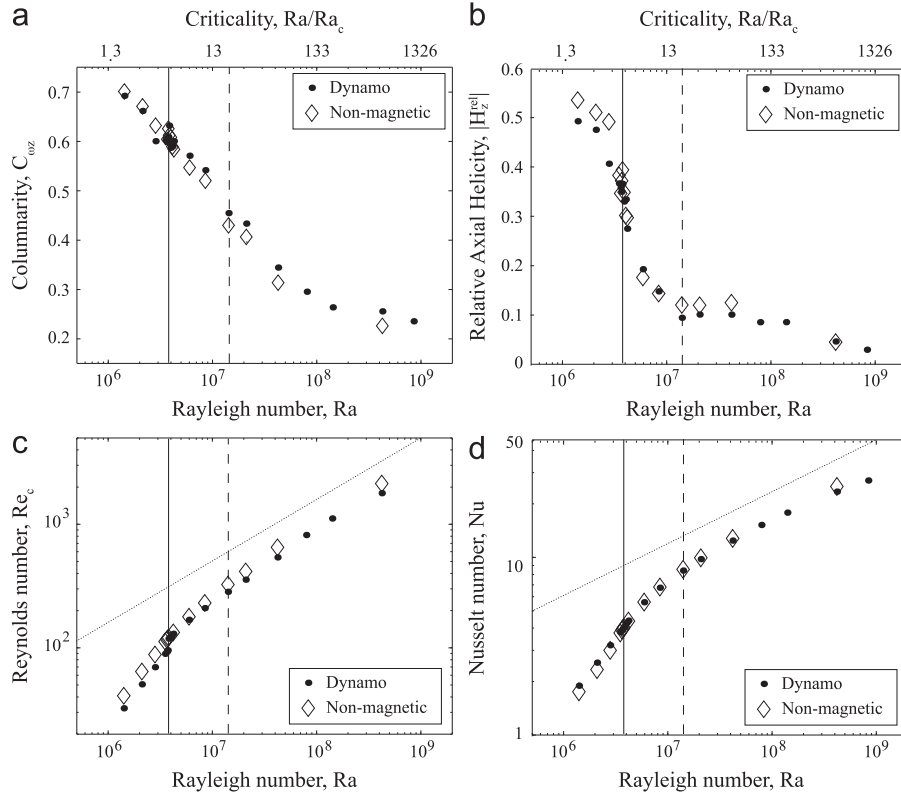 a
Criticality, Ra/Ra_c
1.3 13 133 1326
Columnarity, C_ωz
0.7
0.6
0.5
0.4
0.3
0.2
Dynamo
Non-magnetic
10^6 10^7 10^8 10^9
Rayleigh number, Ra
b
Criticality, Ra/Ra_c
1.3 13 133 1326
Relative Axial Helicity, |H_z^rel|
0.6
0.5
0.4
0.3
0.2
0.1
0
Dynamo
Non-magnetic
10^6 10^7 10^8 10^9
Rayleigh number, Ra
c
Reynolds number, Re_c
10^3
10^2
Dynamo
Non-magnetic
10^6 10^7 10^8 10^9
Rayleigh number, Ra
d
Nusselt number, Nu
50
10
1
Dynamo
Non-magnetic
10^6 10^7 10^8 10^9
Rayleigh number, Ra